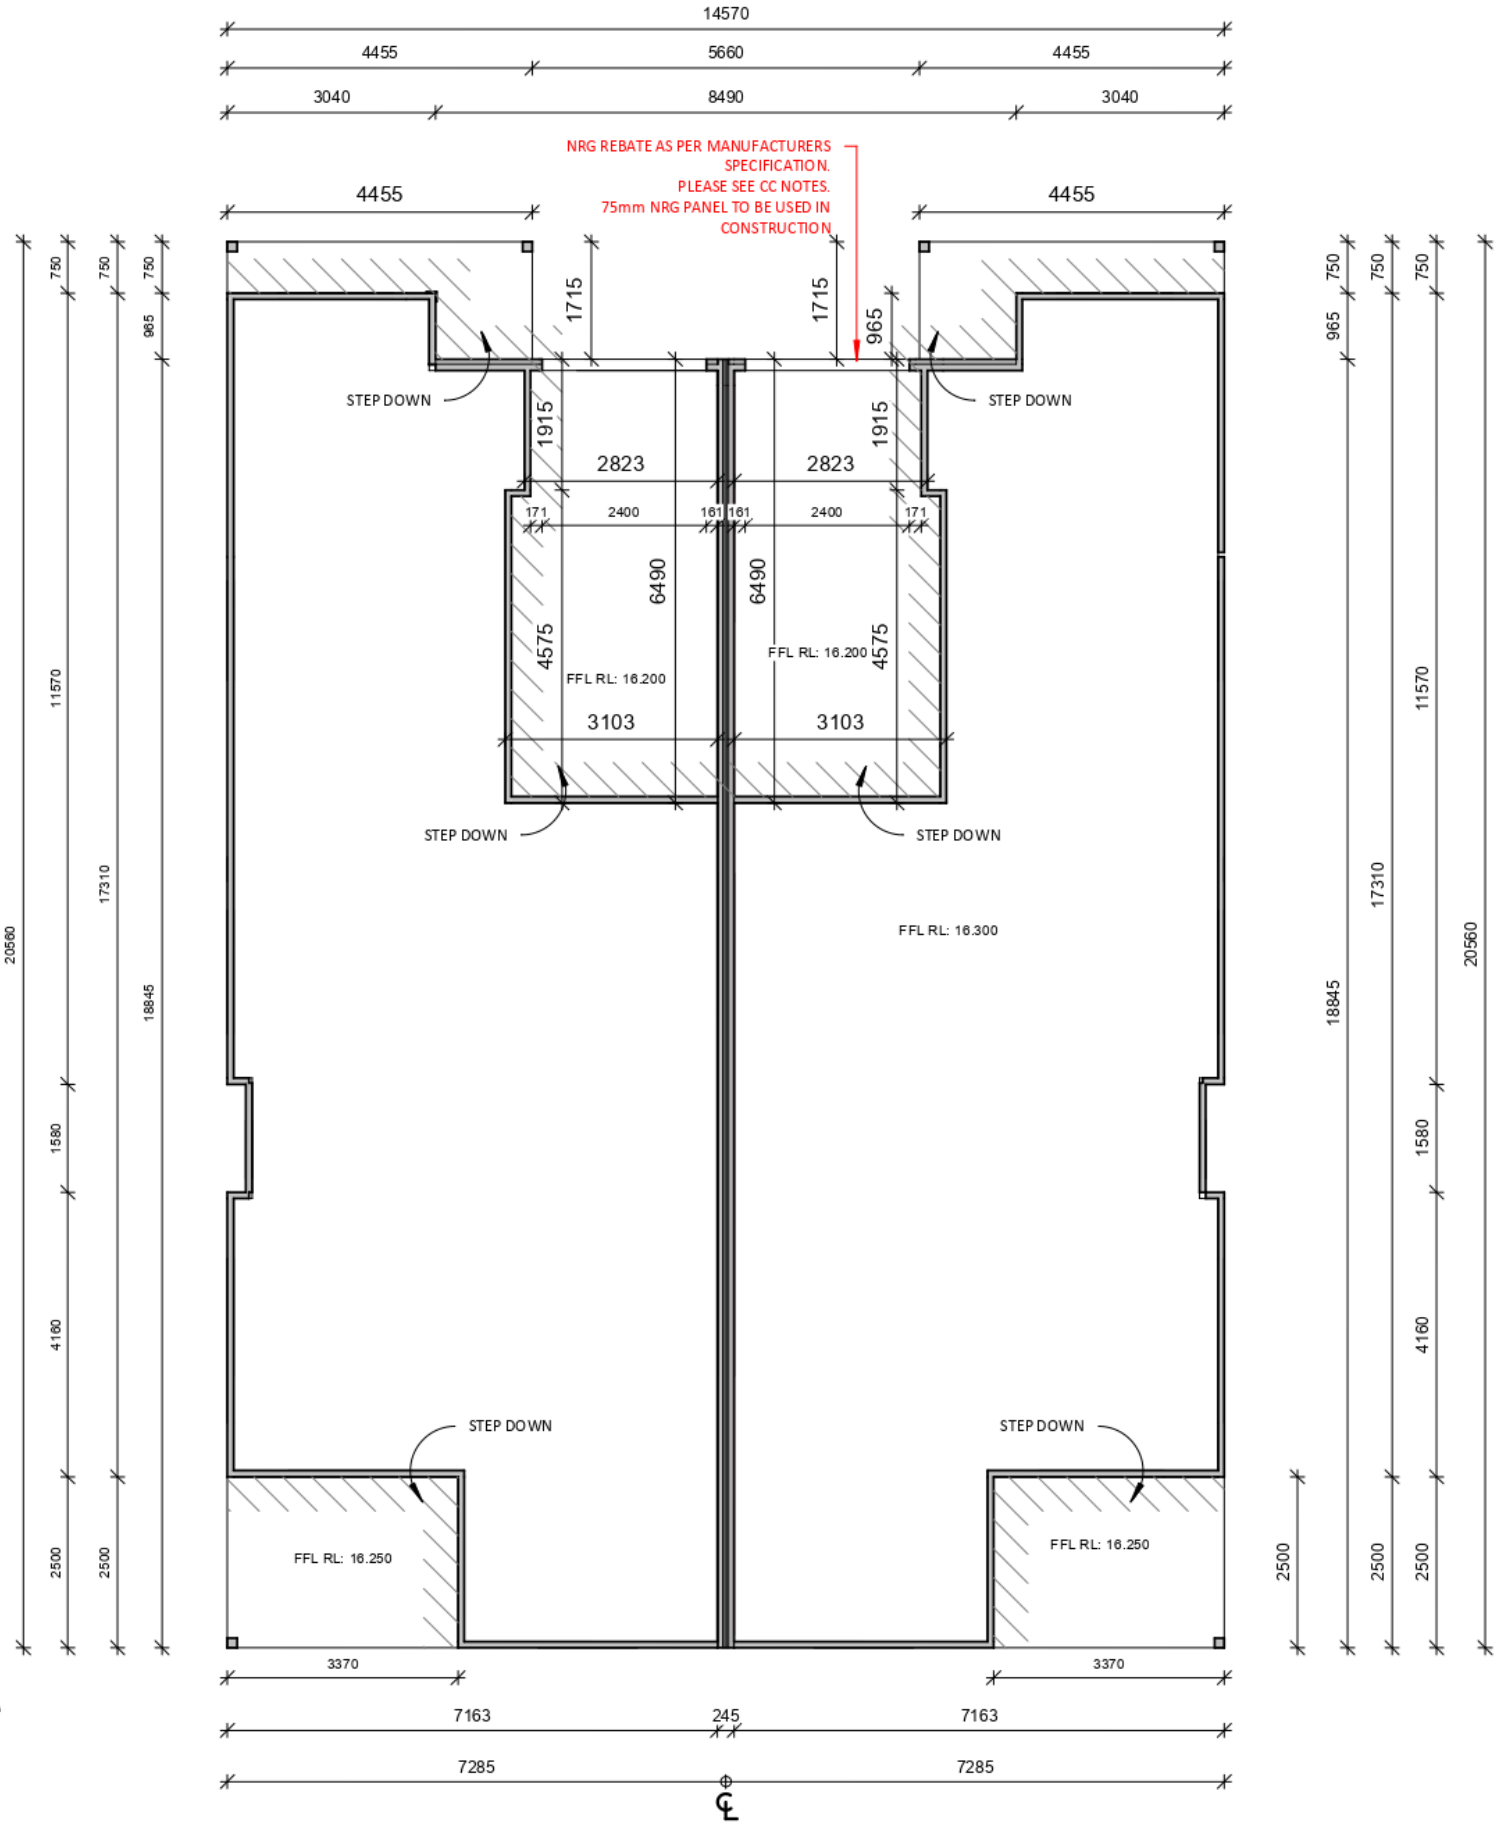 14570
4455 5660 4455
3040 8490 3040
NRG REBATE AS PER MANUFACTURERS
SPECIFICATION.
PLEASE SEE CC NOTES.
75mm NRG PANEL TO BE USED IN
CONSTRUCTION
4455 4455
750 750 750 750 750 750
1715 1715 965
965 965
STEP DOWN STEP DOWN
1915 1915
2823 2823
171 2400 161 161 2400 171
6490 6490
4575 4575
FFL RL: 16.200 FFL RL: 16.200
11570 11570
3103 3103
STEP DOWN STEP DOWN
17310 17310
FFL RL: 16.300
20560 20560
18845 18845
1580 1580
4160 4160
STEP DOWN STEP DOWN
2500 2500 2500 2500 2500
FFL RL: 16.250 FFL RL: 16.250
3370 3370
7163 245 7163
7285 7285
℄